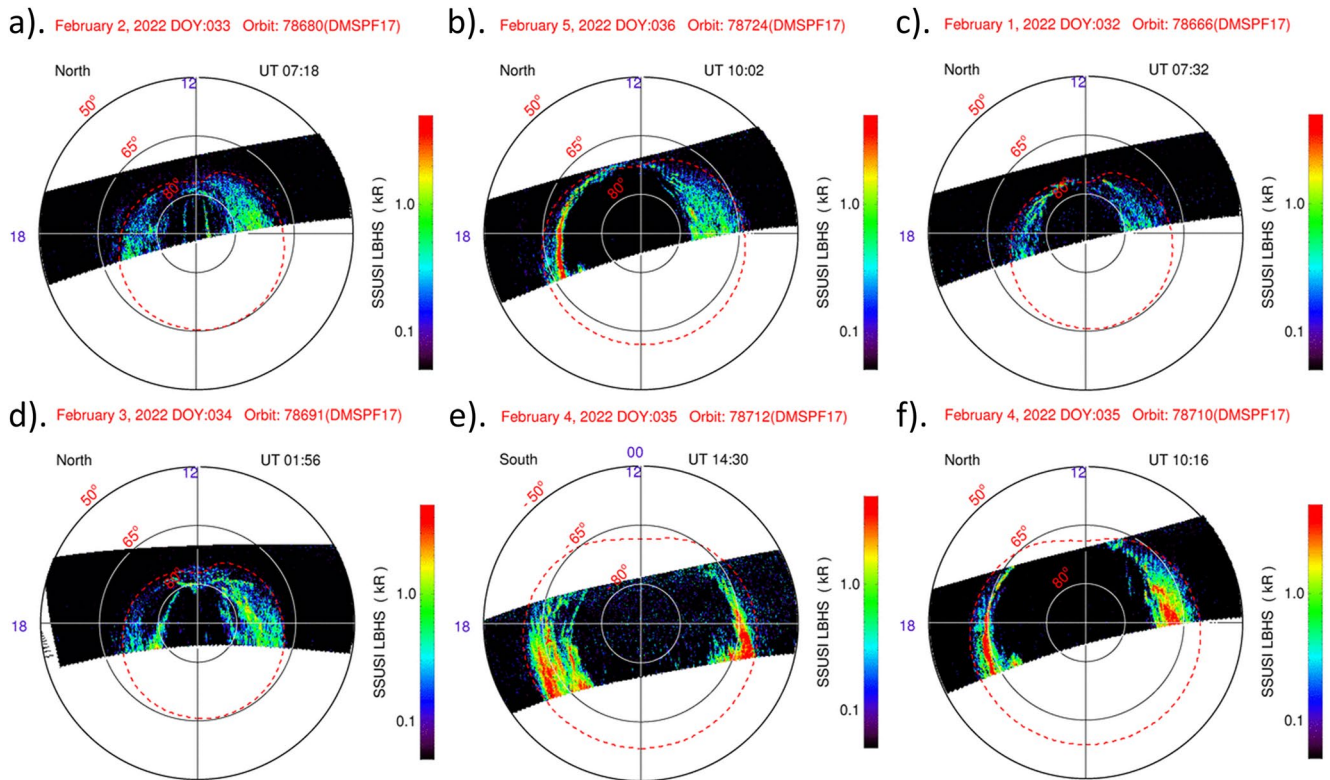 a). February 2, 2022 DOY:033 Orbit: 78680(DMSPF17)
North UT 07:18
12
50°
65°
80°
18
1.0
0.1
SSUSI LBHS ( kR )
b). February 5, 2022 DOY:036 Orbit: 78724(DMSPF17)
North UT 10:02
12
50°
65°
80°
18
1.0
0.1
SSUSI LBHS ( kR )
c). February 1, 2022 DOY:032 Orbit: 78666(DMSPF17)
North UT 07:32
12
50°
65°
80°
18
1.0
0.1
SSUSI LBHS ( kR )
d). February 3, 2022 DOY:034 Orbit: 78691(DMSPF17)
North UT 01:56
12
50°
65°
80°
18
1.0
0.1
SSUSI LBHS ( kR )
e). February 4, 2022 DOY:035 Orbit: 78712(DMSPF17)
00
South UT 14:30
12
- 50°
- 65°
- 80°
18
1.0
0.1
SSUSI LBHS ( kR )
f). February 4, 2022 DOY:035 Orbit: 78710(DMSPF17)
North UT 10:16
12
50°
65°
80°
18
1.0
0.1
SSUSI LBHS ( kR )